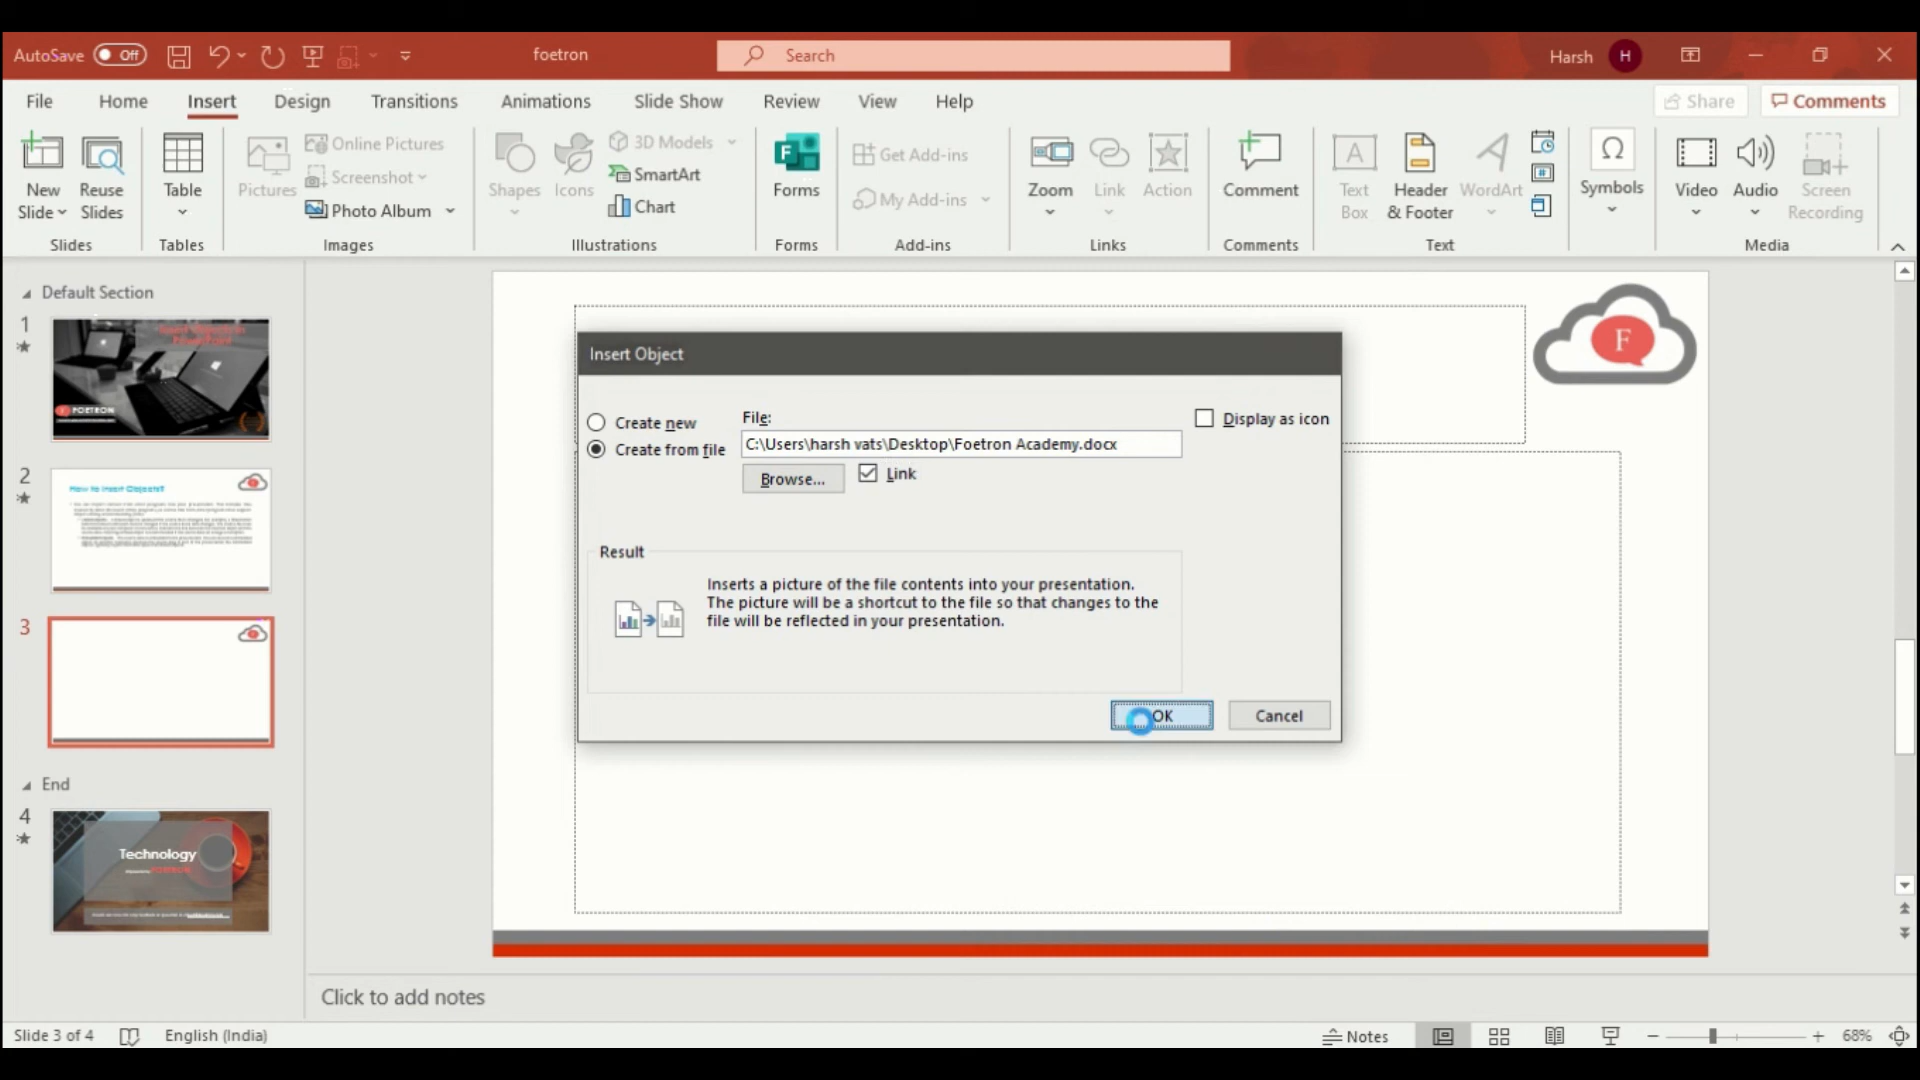 AutoSave Off
foetron
Search
Harsh H
File Home Insert Design Transitions Animations Slide Show Review View Help
Share Comments
New Slide
Reuse Slides
Slides
Table
Tables
Pictures
Online Pictures
Screenshot
Photo Album
Images
Shapes
Icons
3D Models
SmartArt
Chart
Illustrations
Forms
Forms
Get Add-ins
My Add-ins
Add-ins
Zoom
Link
Action
Links
Comment
Comments
A
Text Box
Header & Footer
WordArt
Text
Ω
Symbols
Video
Audio
Screen Recording
Media
Default Section
1
FOETRON
2
How to Insert Objects?
3
End
4
Technology
F
Insert Object
Create new
Create from file
File:
C:\Users\harsh vats\Desktop\Foetron Academy.docx
Browse...
Link
Display as icon
Result
Inserts a picture of the file contents into your presentation.
The picture will be a shortcut to the file so that changes to the
file will be reflected in your presentation.
OK
Cancel
Click to add notes
Slide 3 of 4
English (India)
Notes
68%